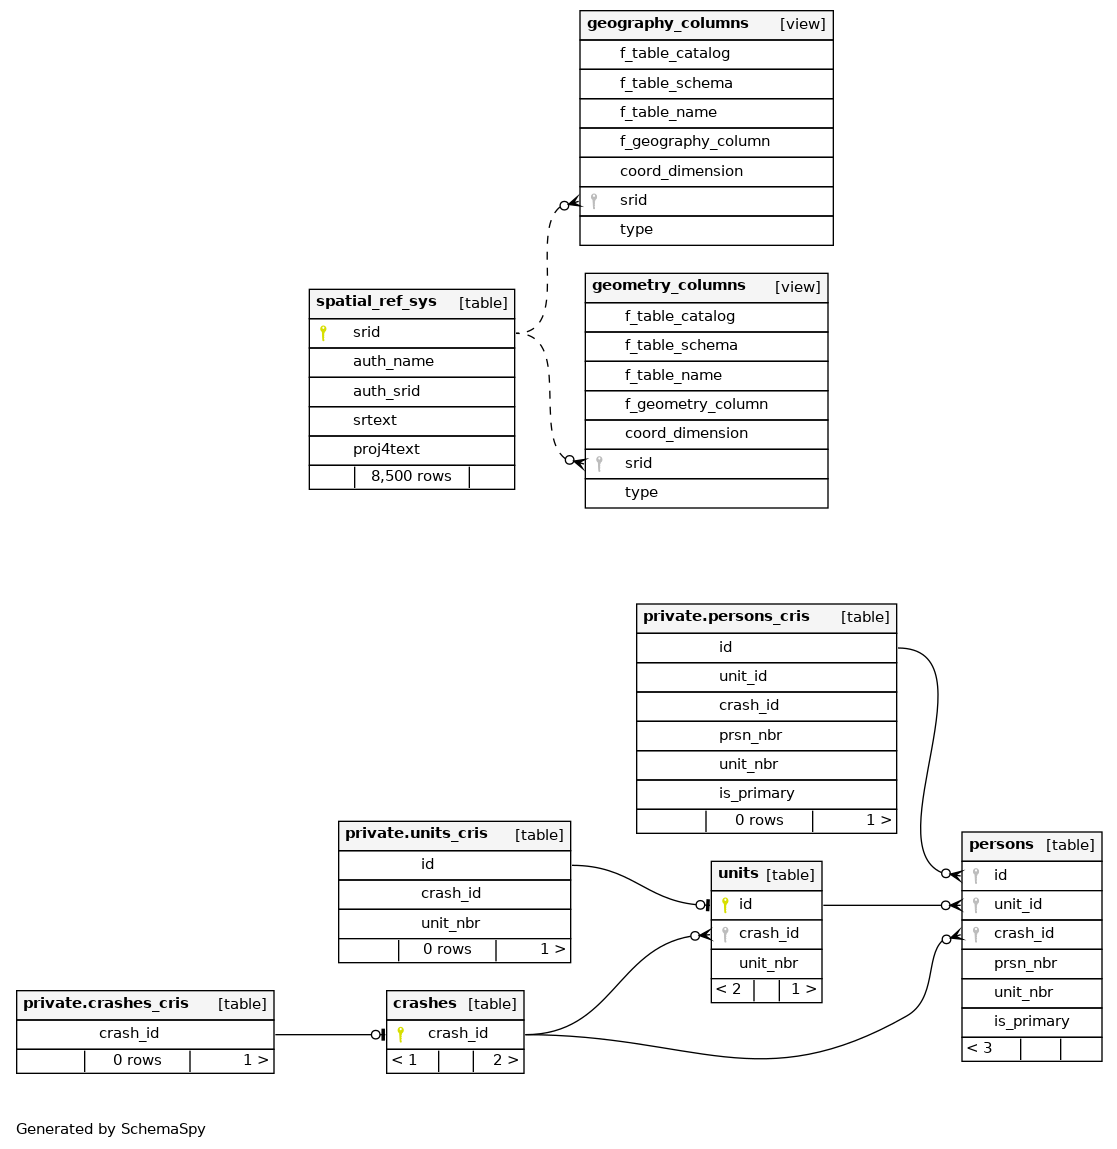 geography_columns [view]
f_table_catalog
f_table_schema
f_table_name
f_geography_column
coord_dimension
srid
type
spatial_ref_sys [table]
srid
auth_name
auth_srid
srtext
proj4text
8,500 rows
geometry_columns [view]
f_table_catalog
f_table_schema
f_table_name
f_geometry_column
coord_dimension
srid
type
private.persons_cris [table]
id
unit_id
crash_id
prsn_nbr
unit_nbr
is_primary
0 rows 1 >
private.units_cris [table]
id
crash_id
unit_nbr
0 rows 1 >
units [table]
id
crash_id
unit_nbr
< 2 1 >
persons [table]
id
unit_id
crash_id
prsn_nbr
unit_nbr
is_primary
< 3
private.crashes_cris [table]
crash_id
0 rows 1 >
crashes [table]
crash_id
< 1 2 >
Generated by SchemaSpy